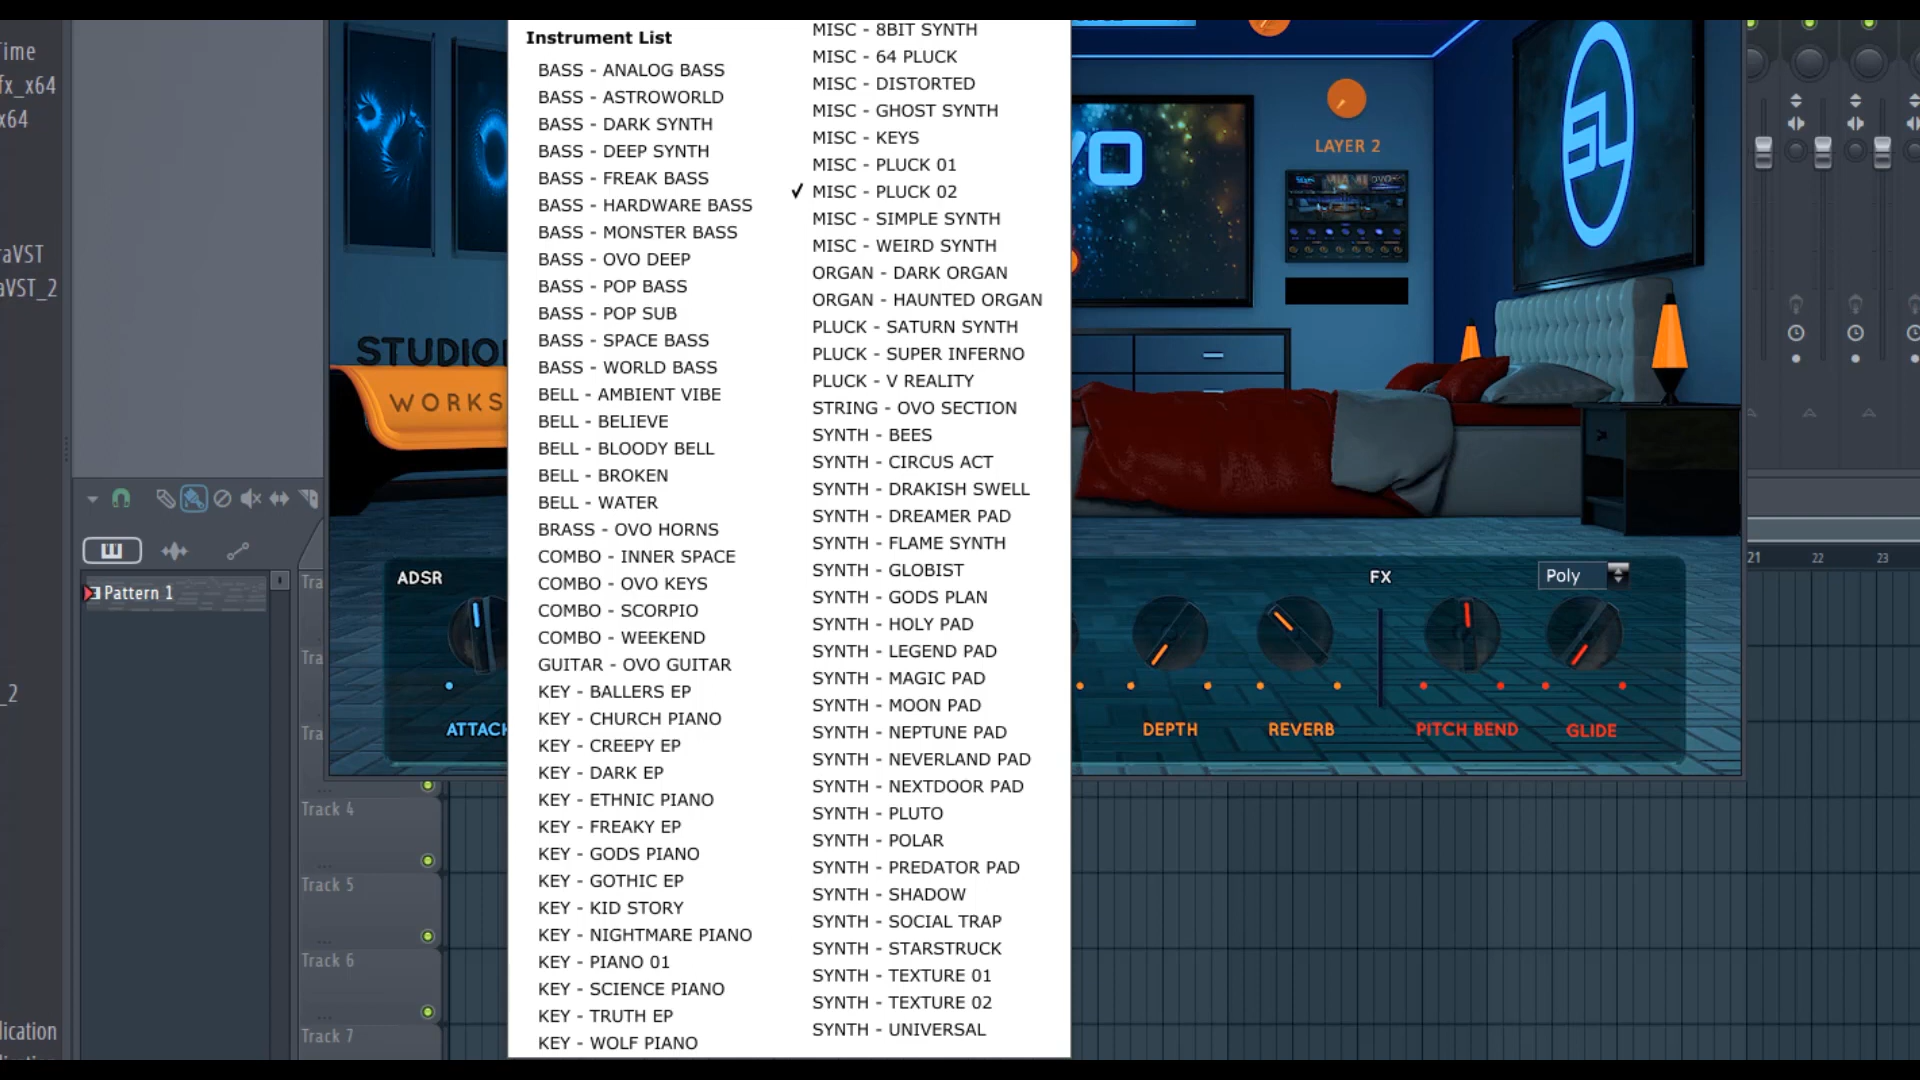 Time
fx_x64
x64
raVST
aVST_2
_2
lication
Pattern 1
STUDIO
WORKS
ADSR
ATTACK
Instrument List
BASS - ANALOG BASS
BASS - ASTROWORLD
BASS - DARK SYNTH
BASS - DEEP SYNTH
BASS - FREAK BASS
BASS - HARDWARE BASS
BASS - MONSTER BASS
BASS - OVO DEEP
BASS - POP BASS
BASS - POP SUB
BASS - SPACE BASS
BASS - WORLD BASS
BELL - AMBIENT VIBE
BELL - BELIEVE
BELL - BLOODY BELL
BELL - BROKEN
BELL - WATER
BRASS - OVO HORNS
COMBO - INNER SPACE
COMBO - OVO KEYS
COMBO - SCORPIO
COMBO - WEEKEND
GUITAR - OVO GUITAR
KEY - BALLERS EP
KEY - CHURCH PIANO
KEY - CREEPY EP
KEY - DARK EP
KEY - ETHNIC PIANO
KEY - FREAKY EP
KEY - GODS PIANO
KEY - GOTHIC EP
KEY - KID STORY
KEY - NIGHTMARE PIANO
KEY - PIANO 01
KEY - SCIENCE PIANO
KEY - TRUTH EP
KEY - WOLF PIANO
MISC - 8BIT SYNTH
MISC - 64 PLUCK
MISC - DISTORTED
MISC - GHOST SYNTH
MISC - KEYS
MISC - PLUCK 01
✓ MISC - PLUCK 02
MISC - SIMPLE SYNTH
MISC - WEIRD SYNTH
ORGAN - DARK ORGAN
ORGAN - HAUNTED ORGAN
PLUCK - SATURN SYNTH
PLUCK - SUPER INFERNO
PLUCK - V REALITY
STRING - OVO SECTION
SYNTH - BEES
SYNTH - CIRCUS ACT
SYNTH - DRAKISH SWELL
SYNTH - DREAMER PAD
SYNTH - FLAME SYNTH
SYNTH - GLOBIST
SYNTH - GODS PLAN
SYNTH - HOLY PAD
SYNTH - LEGEND PAD
SYNTH - MAGIC PAD
SYNTH - MOON PAD
SYNTH - NEPTUNE PAD
SYNTH - NEVERLAND PAD
SYNTH - NEXTDOOR PAD
SYNTH - PLUTO
SYNTH - POLAR
SYNTH - PREDATOR PAD
SYNTH - SHADOW
SYNTH - SOCIAL TRAP
SYNTH - STARSTRUCK
SYNTH - TEXTURE 01
SYNTH - TEXTURE 02
SYNTH - UNIVERSAL
VO
LAYER 2
FX
Poly
DEPTH
REVERB
PITCH BEND
GLIDE
21
22
23
Tra
Tra
Tra
Track 4
Track 5
Track 6
Track 7